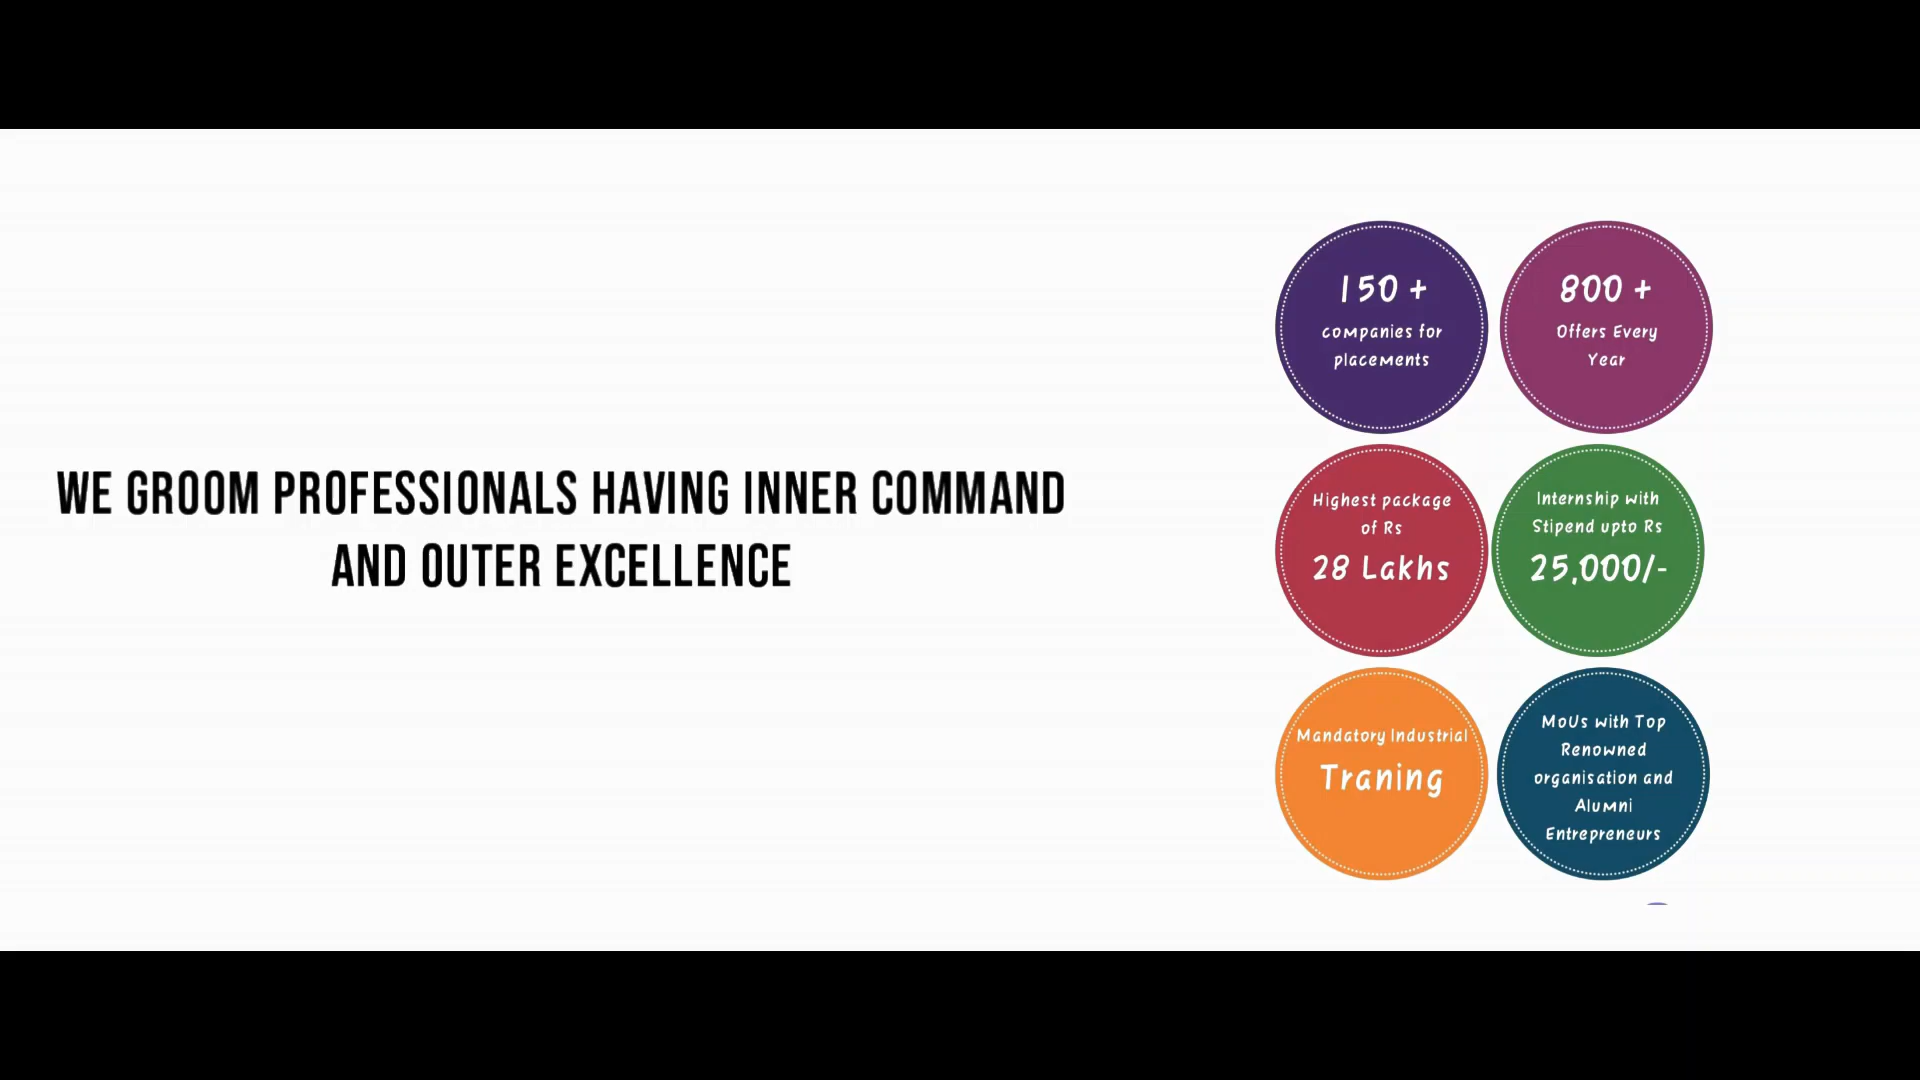 WE GROOM PROFESSIONALS HAVING INNER COMMAND
AND OUTER EXCELLENCE
150 +
companies for
placements
800 +
Offers Every
Year
Highest package
of Rs
28 Lakhs
Internship with
Stipend upto Rs
25,000/-
Mandatory Industrial
Traning
MoUs with Top
Renowned
organisation and
Alumni
Entrepreneurs